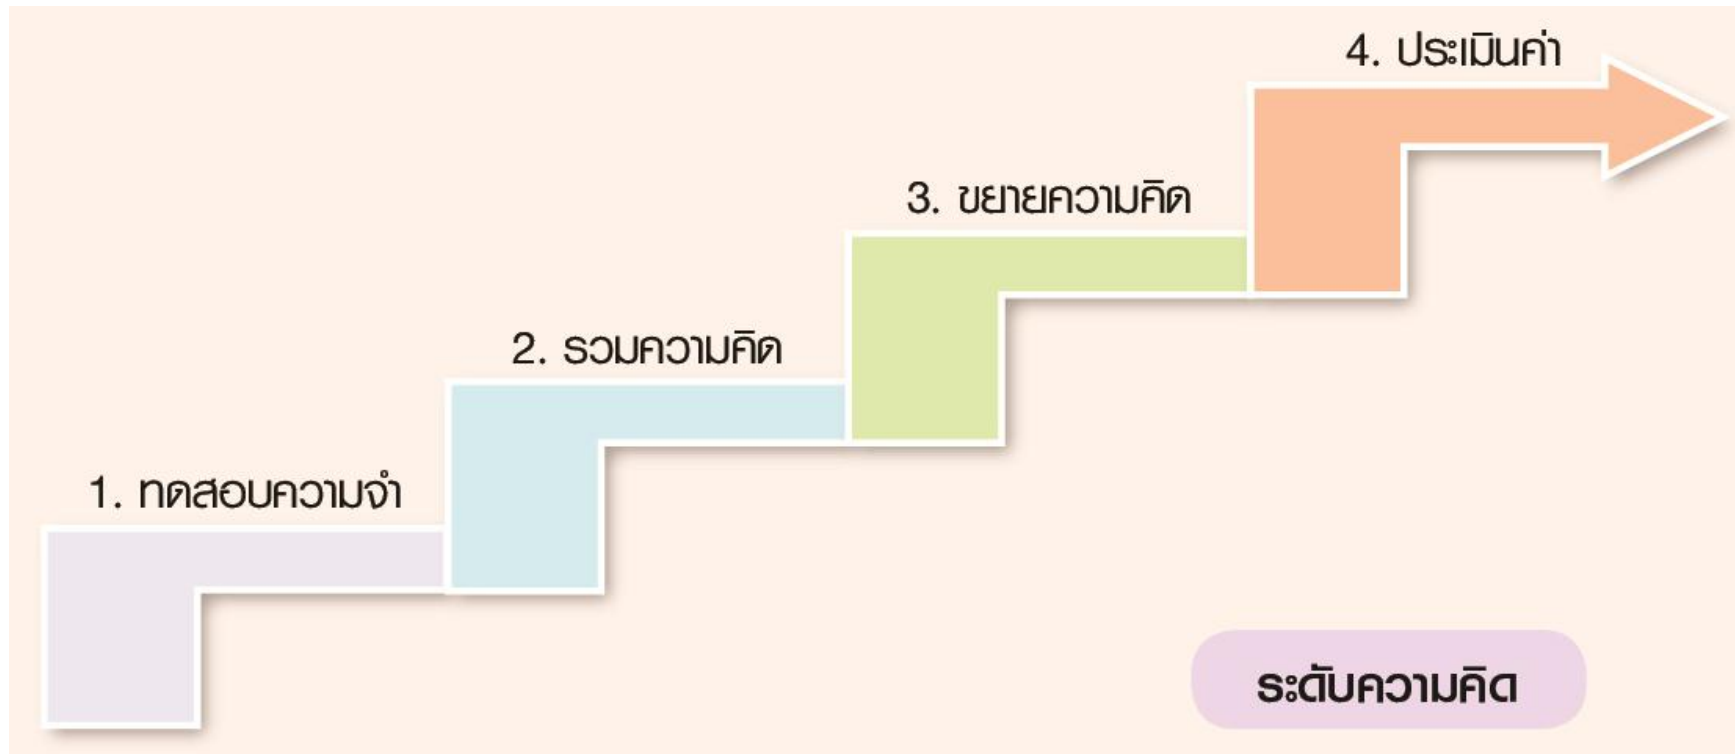 4. ประเมินค่า
3. ขยายความคิด
2. รวมความคิด
1. ทดสอบความจำ
ระดับความคิด